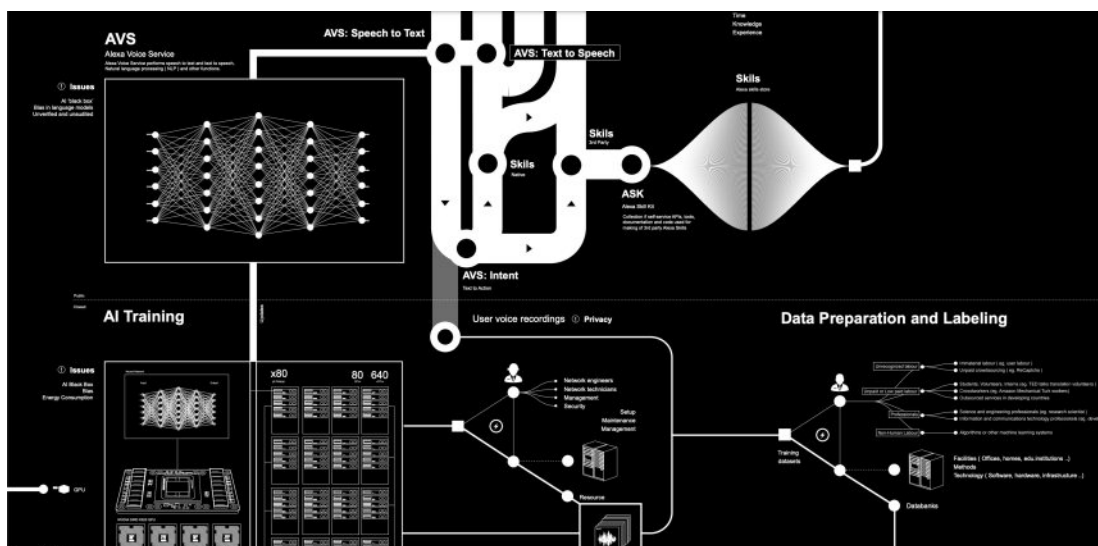 Time
Knowledge
Experience
AVS
Alexa Voice Service
Alexa Voice Service performs speech to text and text to speech,
Natural language processing ( NLP ) and other functions.
AVS: Speech to Text
AVS: Text to Speech
Issues
AI 'black box'
Bias in language models
Unverified and unaudited
Skils
Alexa skills store
Skils
3rd Party
Skils
Native
ASK
Alexa Skill Kit
Collection if self-service APIs, tools,
documentation and code used for
making of 3rd party Alexa Skills
AVS: Intent
Text to Action
Public
Closed
AI Training
Updates
User voice recordings
Privacy
Data Preparation and Labeling
Issues
AI Black Box
Bias
Energy Consumption
x80
80
640
Network engineers
Network technicians
Management
Security
Setup
Maintenance
Management
Resource
GPU
Unrecognized labour
Immaterial labour ( eg. user labour )
Unpaid crowdsourcing ( eg. ReCaptcha )
Unpaid or Low paid labour
Students, Volunteers, Interns (eg. TED talks translation volunteers )
Crowdworkers (eg. Amazon Mechanical Turk workers)
Outsourced services in developing countries
Professionals
Science and engineering professionals (eg. research scientist )
Information and communications technology professionals (eg. deve
Non-Human Labour
Algorithms or other machine learning systems
Training
datasets
Facilities ( Offices, homes, edu.institutions ..)
Methods
Technology ( Software, hardware, infrastructure ..)
Databanks